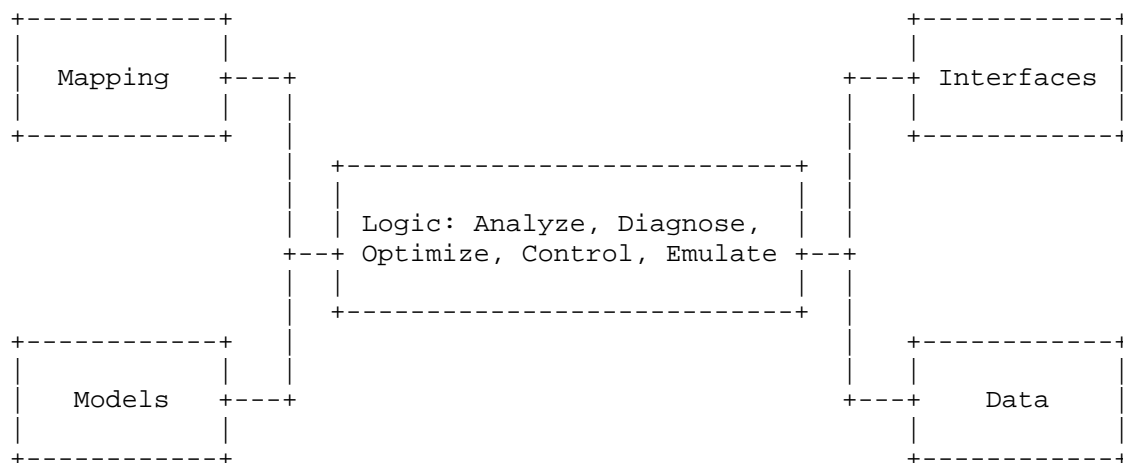 Mapping
Interfaces
Logic: Analyze, Diagnose,
Optimize, Control, Emulate
Models
Data